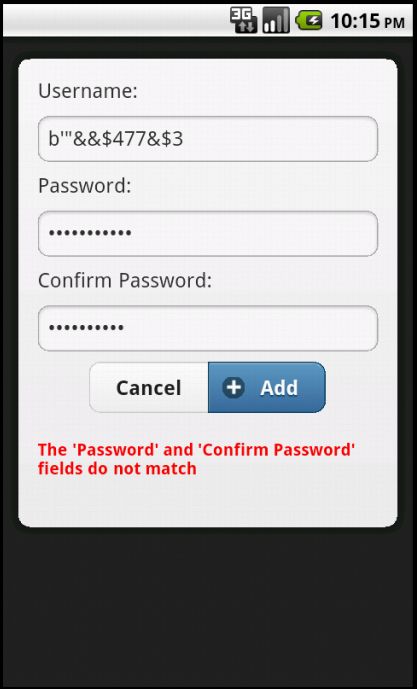 3G 10:15 PM
Username:
b'"&&$477&$3
Password:
•••••••••••
Confirm Password:
••••••••••
Cancel Add
The 'Password' and 'Confirm Password'
fields do not match